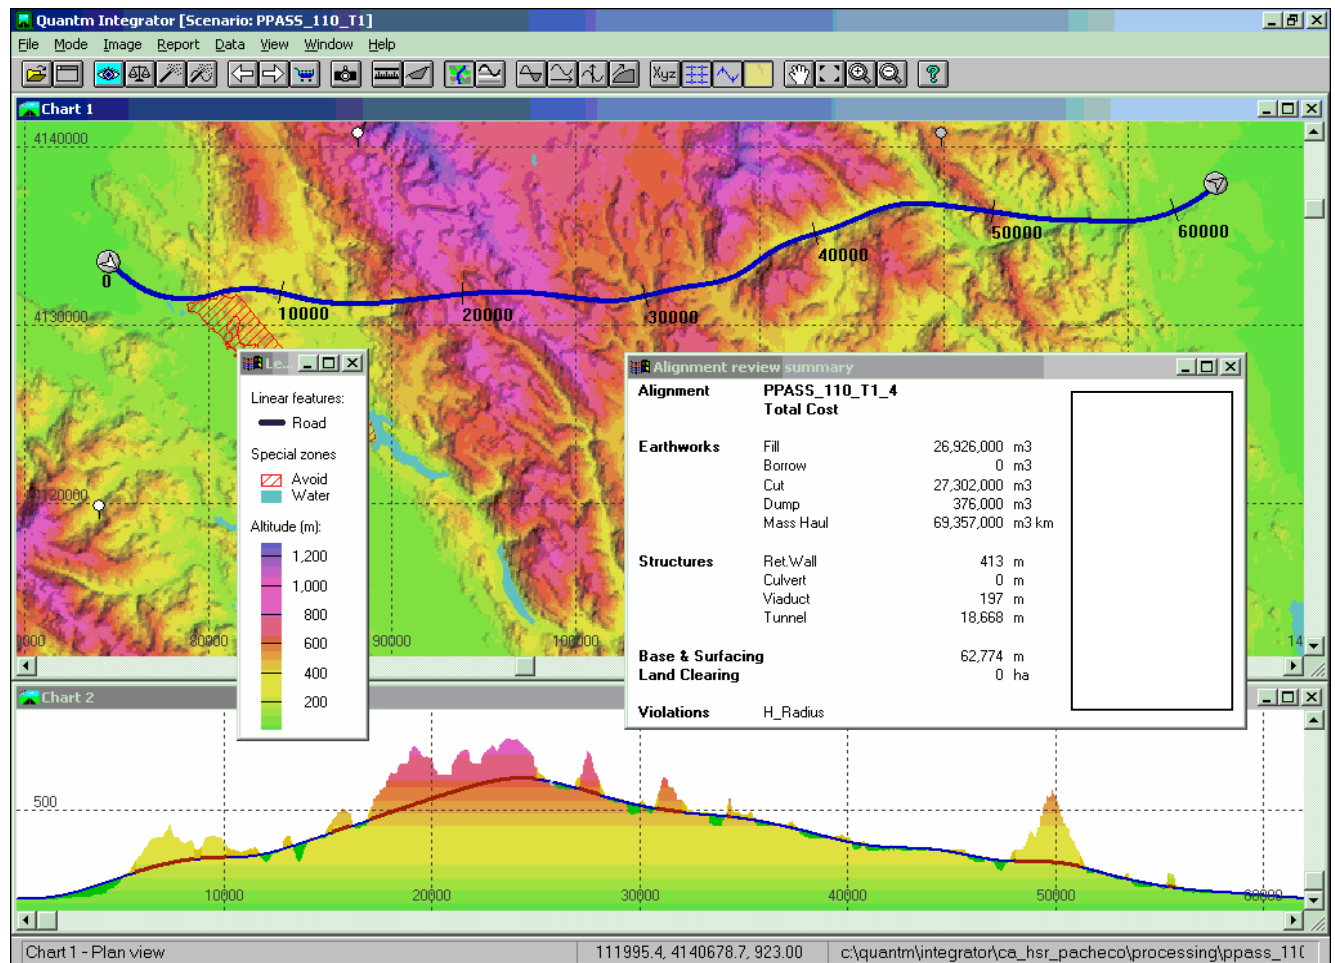 Quantm Integrator [Scenario: PPASS_110_T1]
File Mode Image Report Data View Window Help
Xyz
Chart 1
4140000
4130000
4120000
0
10000
20000
30000
40000
50000
60000
80000
90000
100000
14
Le...
Linear features:
Road
Special zones
Avoid
Water
Altitude (m):
1,200
1,000
800
600
400
200
Alignment review summary
Alignment PPASS_110_T1_4
Total Cost
Earthworks Fill 26,926,000 m3
Borrow 0 m3
Cut 27,302,000 m3
Dump 376,000 m3
Mass Haul 69,357,000 m3 km
Structures Ret.Wall 413 m
Culvert 0 m
Viaduct 197 m
Tunnel 18,668 m
Base & Surfacing 62,774 m
Land Clearing 0 ha
Violations H_Radius
Chart 2
500
10000 20000 30000 40000 50000 60000
Chart 1 - Plan view 111995.4, 4140678.7, 923.00 c:\quantm\integrator\ca_hsr_pacheco\processing\ppass_110